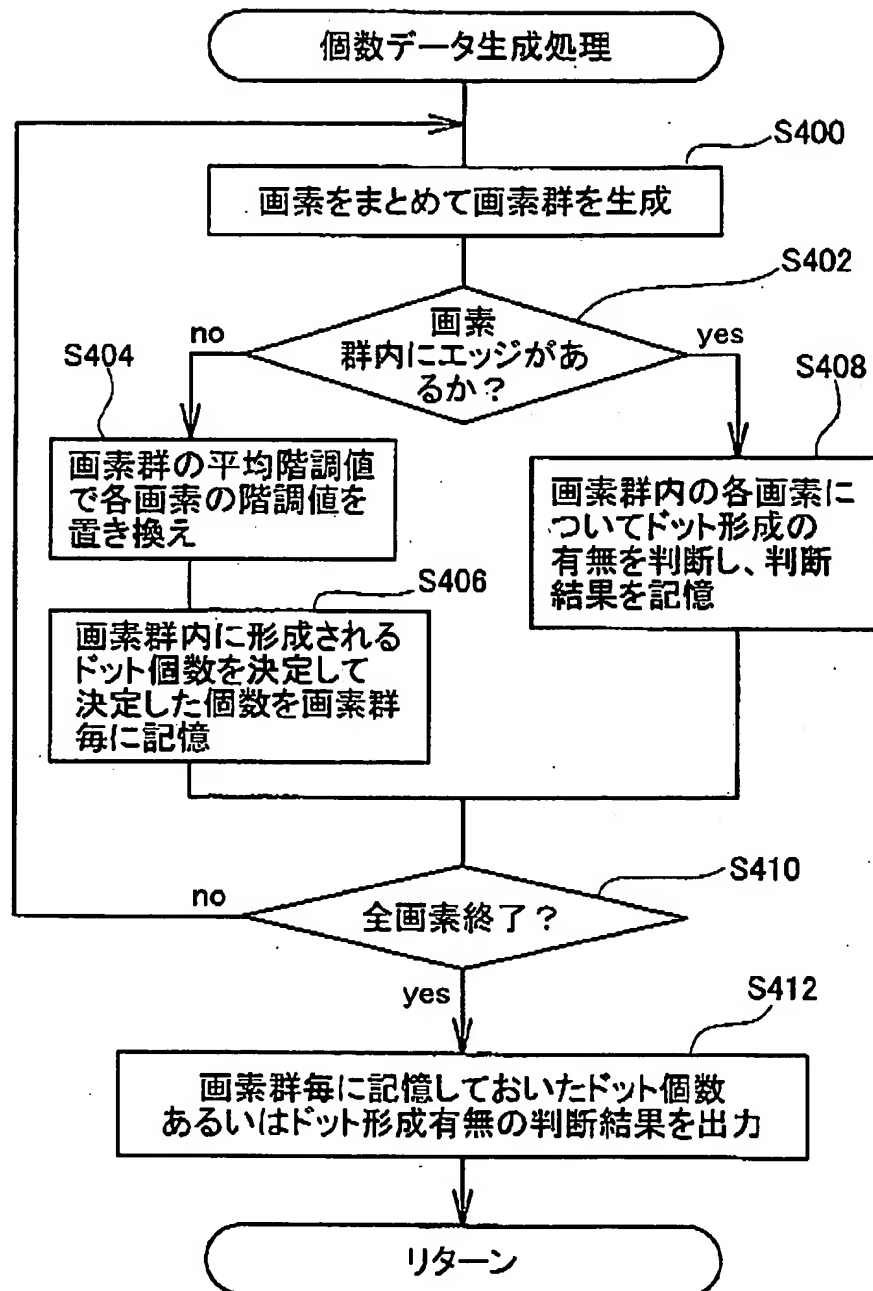 個数データ生成処理
S400
画素をまとめて画素群を生成
S402
画素
群内にエッジがあ
るか？
no
yes
S404
画素群の平均階調値
で各画素の階調値を
置き換え
S408
画素群内の各画素に
ついてドット形成の
有無を判断し、判断
結果を記憶
S406
画素群内に形成される
ドット個数を決定して
決定した個数を画素群
毎に記憶
S410
全画素終了？
no
yes
S412
画素群毎に記憶しておいたドット個数
あるいはドット形成有無の判断結果を出力
リターン